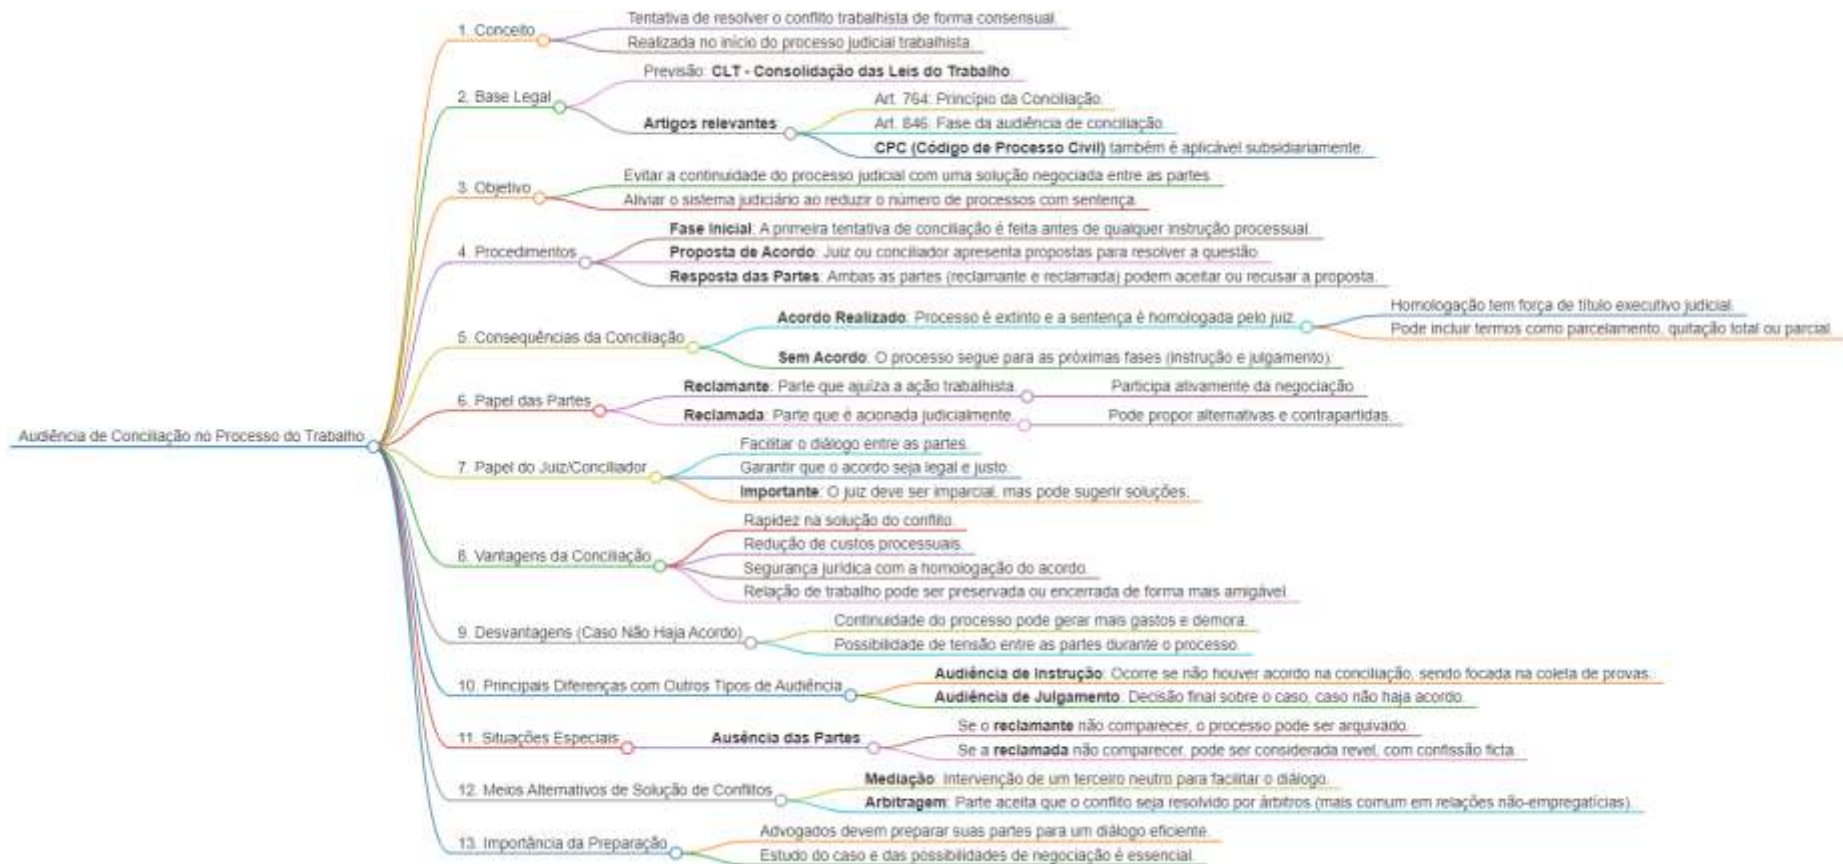 Audiência de Conciliação no Processo do Trabalho
1. Conceito
Tentativa de resolver o conflito trabalhista de forma consensual.
Realizada no início do processo judicial trabalhista.
2. Base Legal
Previsão: CLT - Consolidação das Leis do Trabalho.
Artigos relevantes
Art. 764: Princípio da Conciliação.
Art. 846: Fase da audiência de conciliação.
CPC (Código de Processo Civil) também é aplicável subsidiariamente.
3. Objetivo
Evitar a continuidade do processo judicial com uma solução negociada entre as partes.
Aliviar o sistema judiciário ao reduzir o número de processos com sentença.
4. Procedimentos
Fase Inicial: A primeira tentativa de conciliação é feita antes de qualquer instrução processual.
Proposta de Acordo: Juiz ou conciliador apresenta propostas para resolver a questão.
Resposta das Partes: Ambas as partes (reclamante e reclamada) podem aceitar ou recusar a proposta.
5. Consequências da Conciliação
Acordo Realizado: Processo é extinto e a sentença é homologada pelo juiz.
Homologação tem força de título executivo judicial.
Pode incluir termos como parcelamento, quitação total ou parcial.
Sem Acordo: O processo segue para as próximas fases (instrução e julgamento).
6. Papel das Partes
Reclamante: Parte que ajuíza a ação trabalhista.
Participa ativamente da negociação.
Reclamada: Parte que é acionada judicialmente.
Pode propor alternativas e contrapartidas.
7. Papel do Juiz/Conciliador
Facilitar o diálogo entre as partes.
Garantir que o acordo seja legal e justo.
Importante: O juiz deve ser imparcial, mas pode sugerir soluções.
8. Vantagens da Conciliação
Rapidez na solução do conflito.
Redução de custos processuais.
Segurança jurídica com a homologação do acordo.
Relação de trabalho pode ser preservada ou encerrada de forma mais amigável.
9. Desvantagens (Caso Não Haja Acordo)
Continuidade do processo pode gerar mais gastos e demora.
Possibilidade de tensão entre as partes durante o processo.
10. Principais Diferenças com Outros Tipos de Audiência
Audiência de Instrução: Ocorre se não houver acordo na conciliação, sendo focada na coleta de provas.
Audiência de Julgamento: Decisão final sobre o caso, caso não haja acordo.
11. Situações Especiais
Ausência das Partes
Se o reclamante não comparecer, o processo pode ser arquivado.
Se a reclamada não comparecer, pode ser considerada revel, com confissão ficta.
12. Meios Alternativos de Solução de Conflitos
Mediação: Intervenção de um terceiro neutro para facilitar o diálogo.
Arbitragem: Parte aceita que o conflito seja resolvido por árbitros (mais comum em relações não-empregatícias).
13. Importância da Preparação
Advogados devem preparar suas partes para um diálogo eficiente.
Estudo do caso e das possibilidades de negociação é essencial.